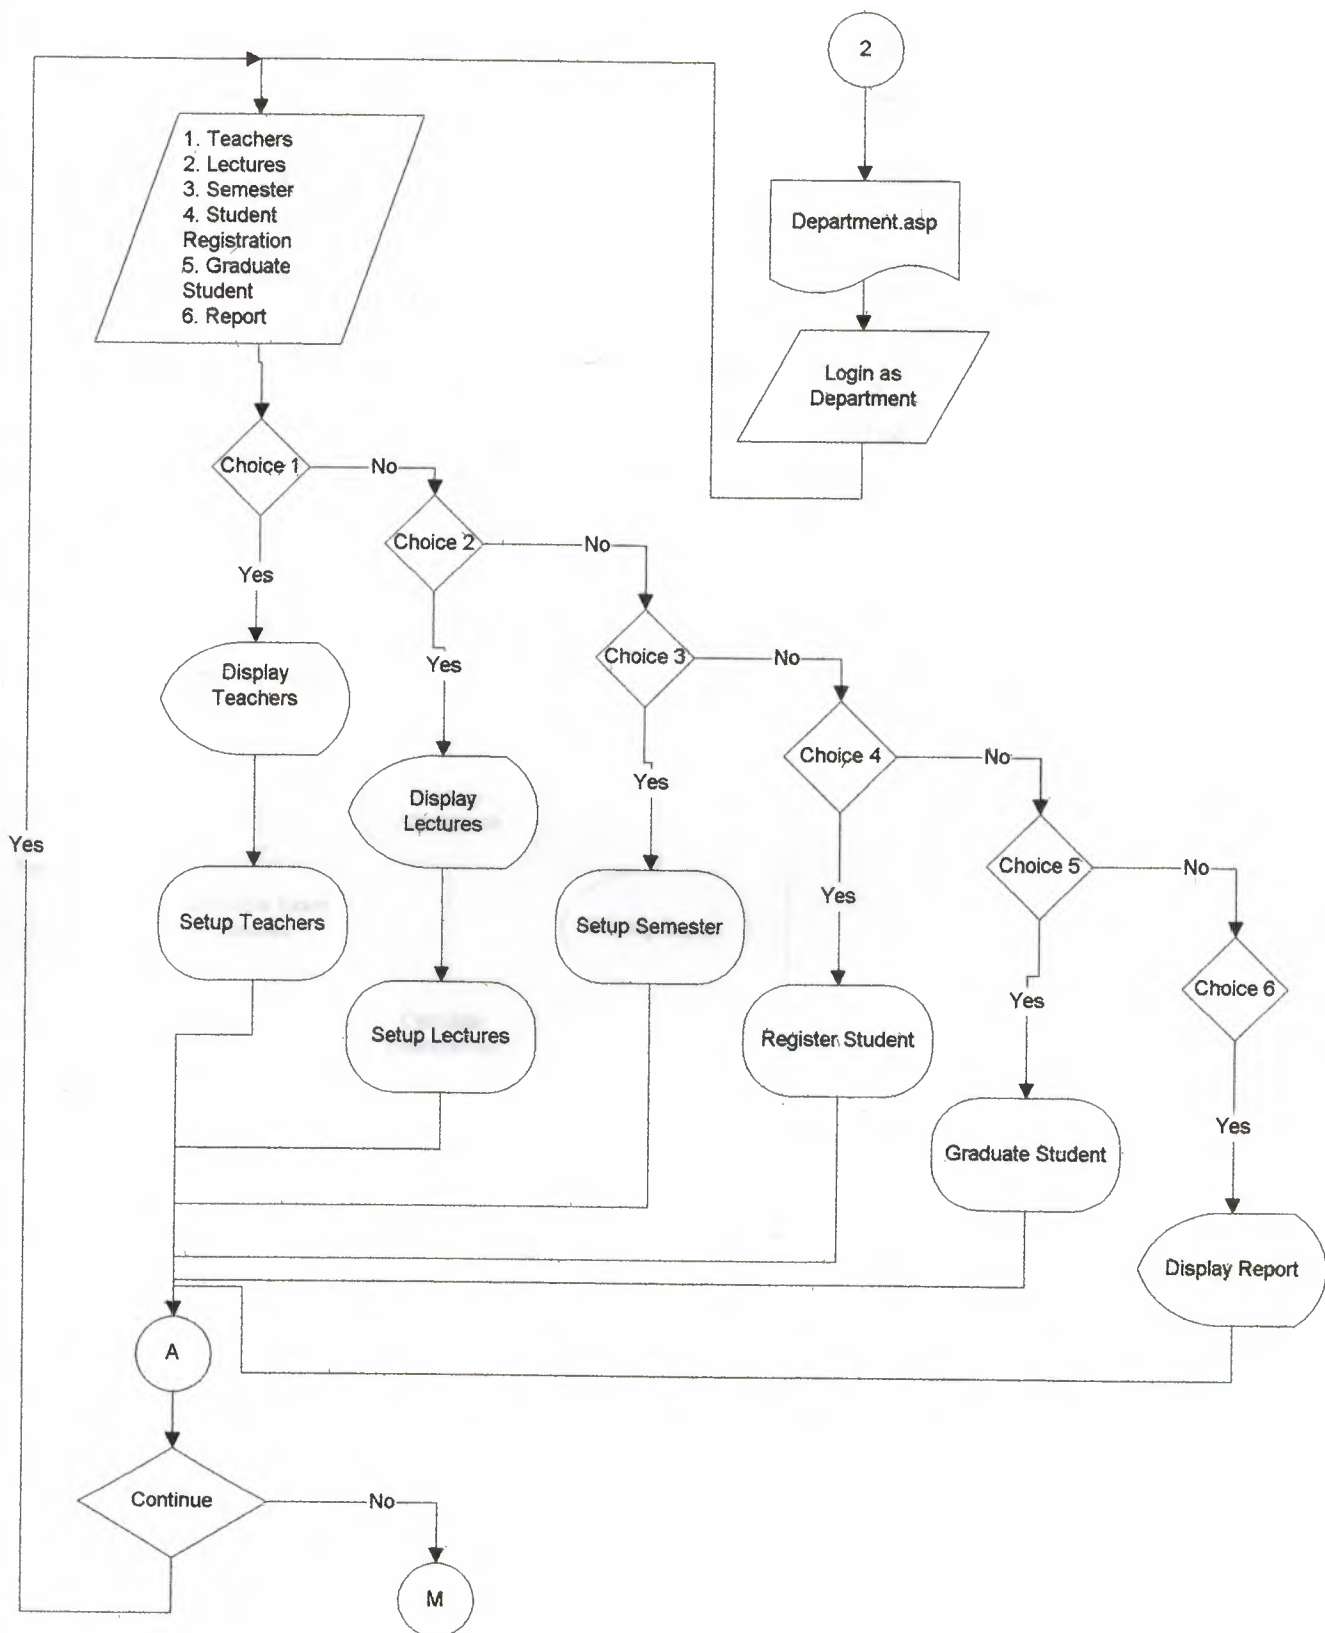 2
Department.asp
Login as
Department
1. Teachers
2. Lectures
3. Semester
4. Student
Registration
5. Graduate
Student
6. Report
Choice 1
No
Choice 2
No
Yes
Choice 3
No
Yes
Display
Teachers
Choice 4
No
Yes
Display
Lectures
Yes
Choice 5
No
Yes
Setup Teachers
Setup Semester
Choice 6
Yes
Setup Lectures
Register Student
Yes
Graduate Student
Display Report
A
Continue
No
M
Yes